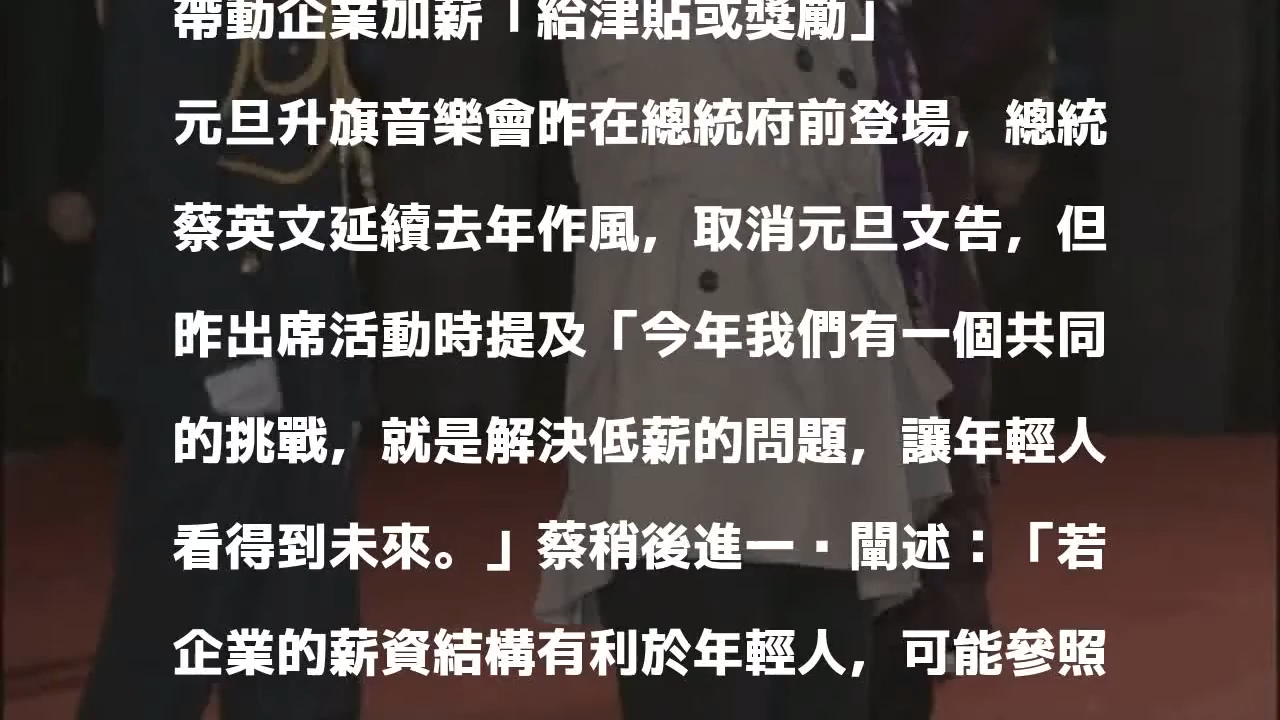 帶動企業加薪「給津貼或獎勵」
元旦升旗音樂會昨在總統府前登場，總統
蔡英文延續去年作風，取消元旦文告，但
昨出席活動時提及「今年我們有一個共同
的挑戰，就是解決低薪的問題，讓年輕人
看得到未來。」蔡稍後進一‧闡述：「若
企業的薪資結構有利於年輕人，可能參照